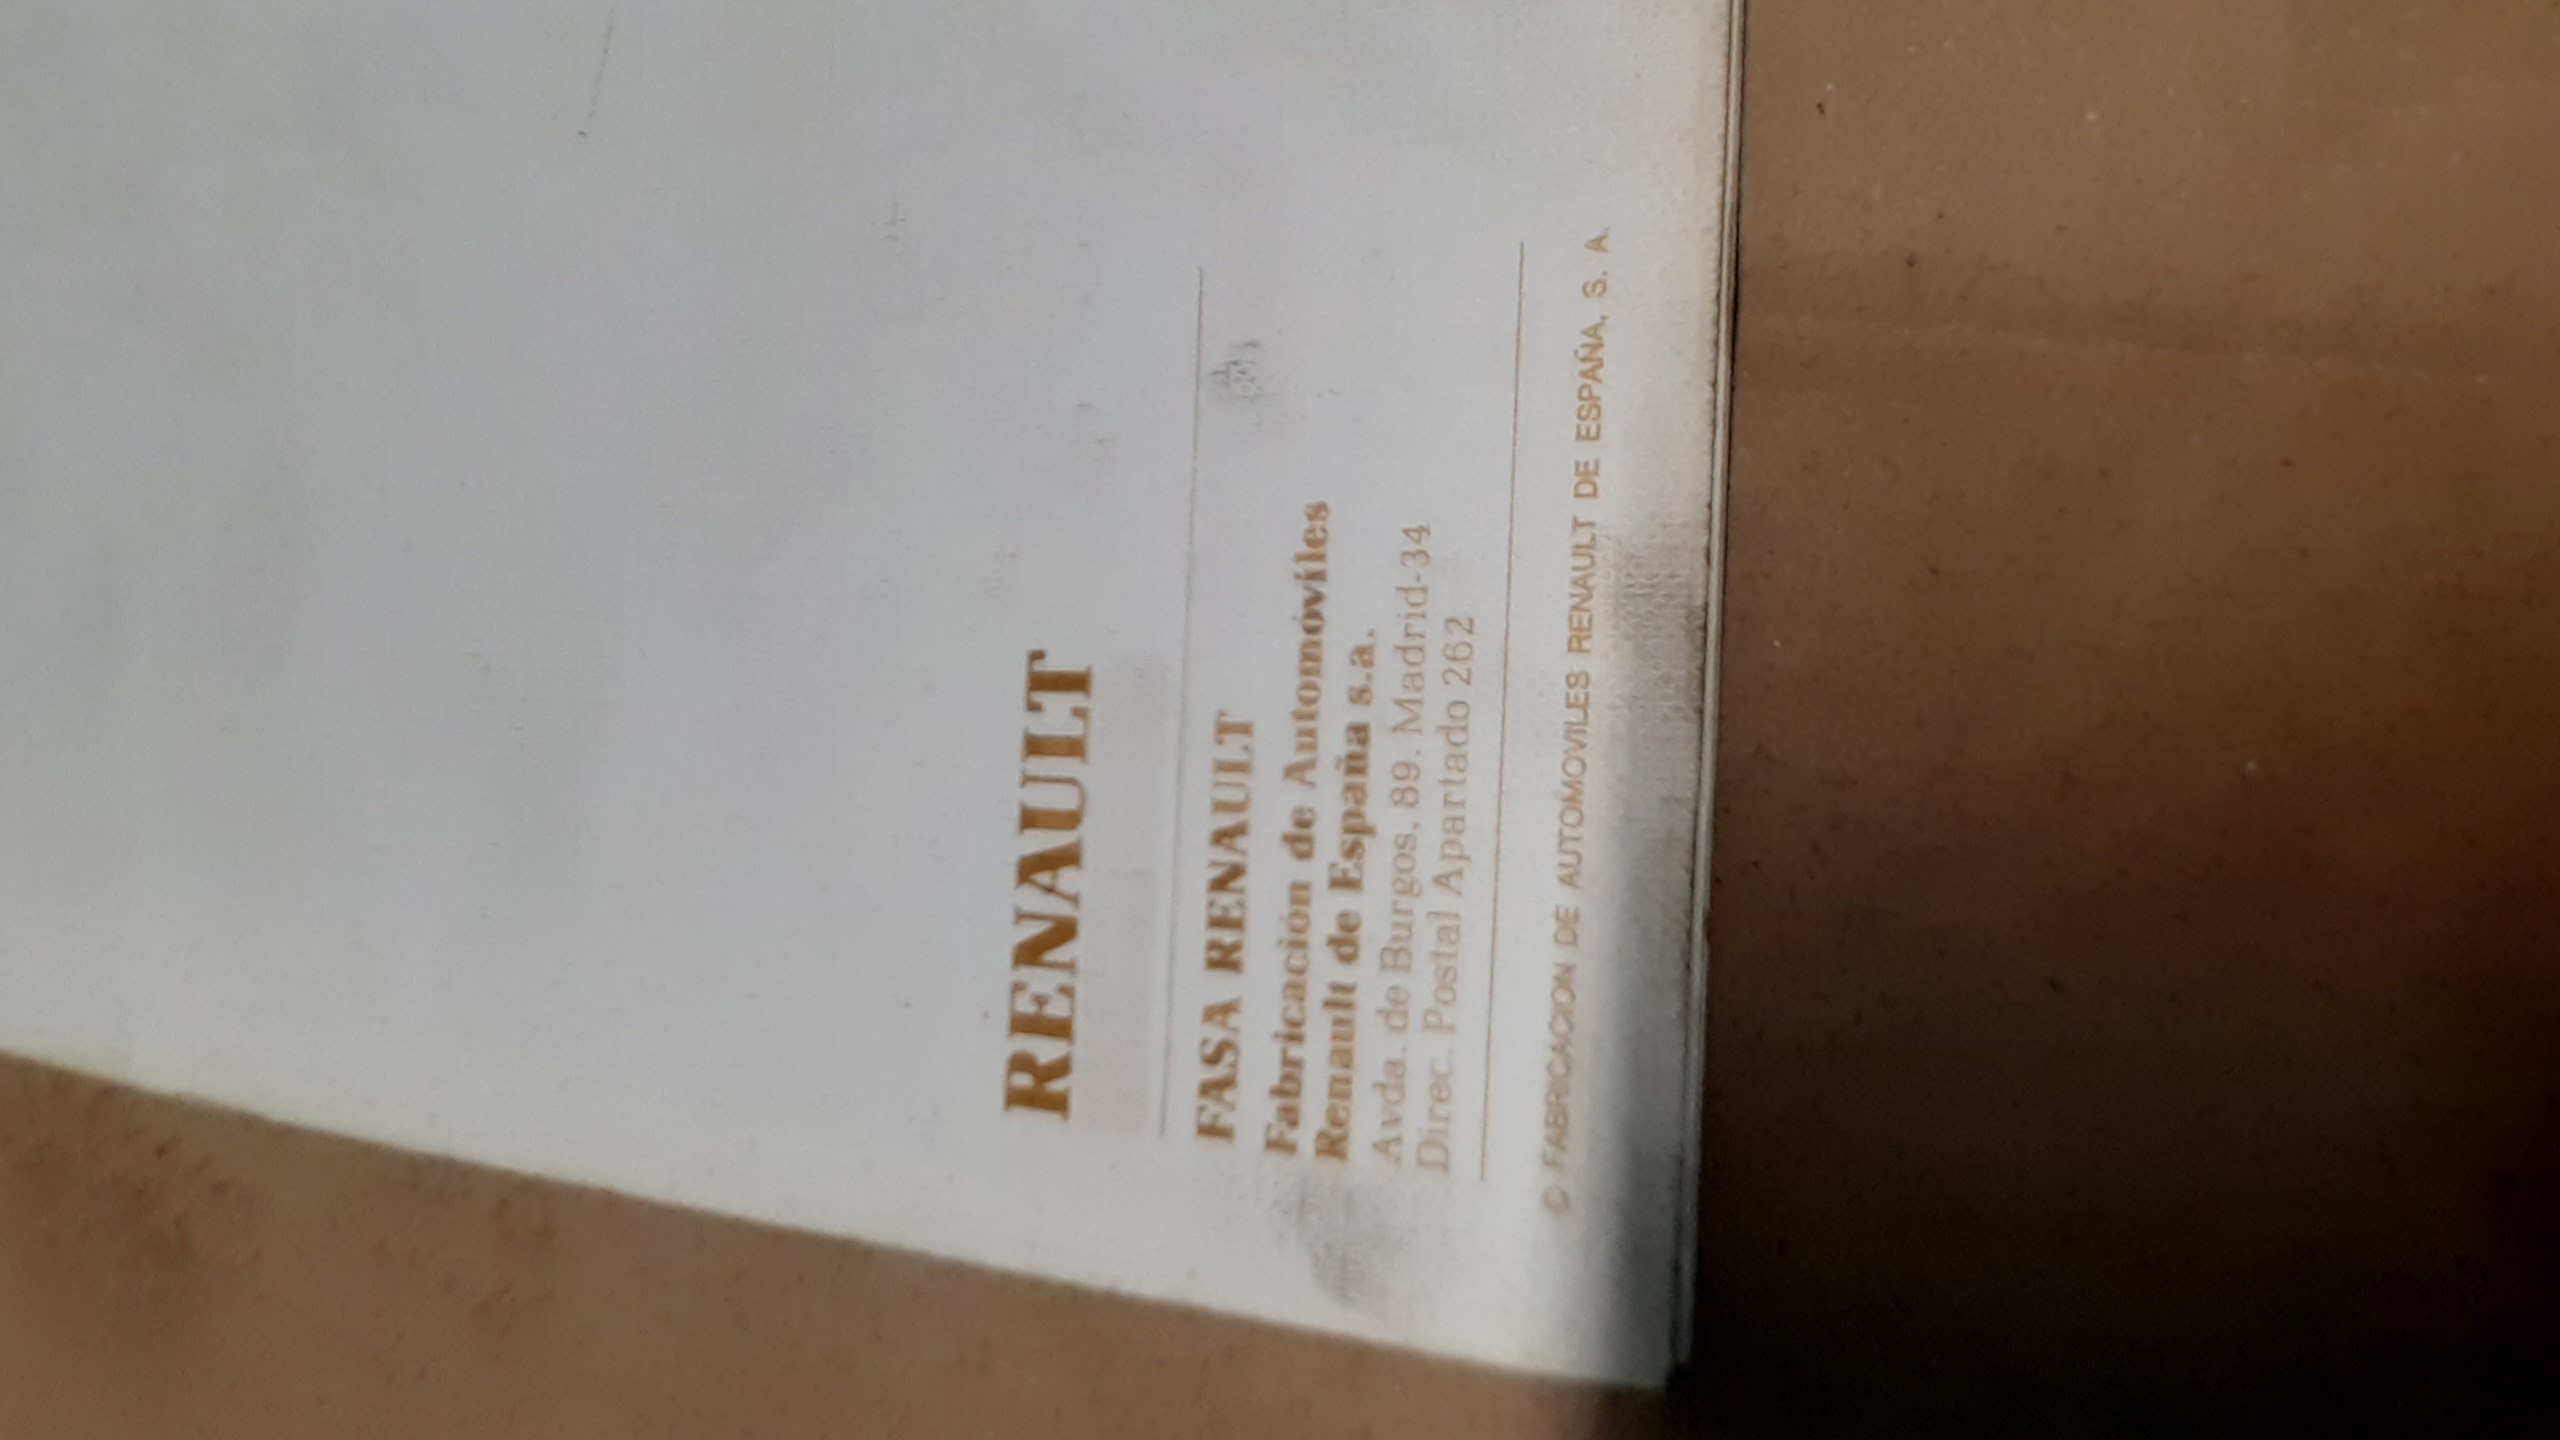 RENAULT
FASA RENAULT
Fabricación de Automóviles
Renault de España s.a.
Avda. de Burgos, 89. Madrid-34
Direc. Postal Apartado 262
© FABRICACION DE AUTOMOVILES RENAULT DE ESPAÑA, S. A.